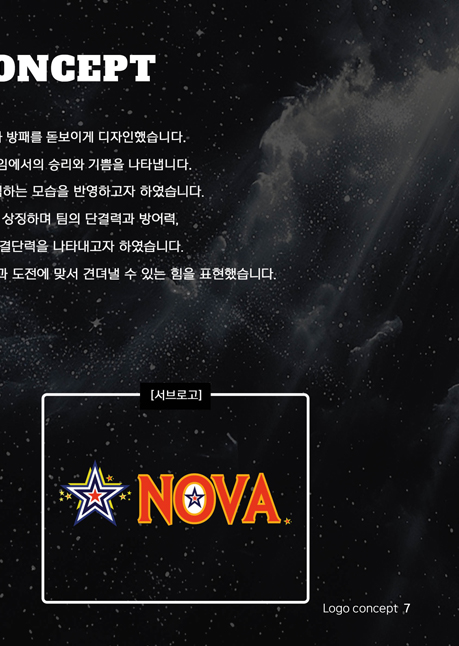 ONCEPT
방패를 돋보이게 디자인했습니다.
임에서의 승리와 기쁨을 나타냅니다.
하는 모습을 반영하고자 하였습니다.
상징하며 팀의 단결력과 방어력,
결단력을 나타내고자 하였습니다.
과 도전에 맞서 견뎌낼 수 있는 힘을 표현했습니다.
[서브로고]
NOVA
Logo concept 7